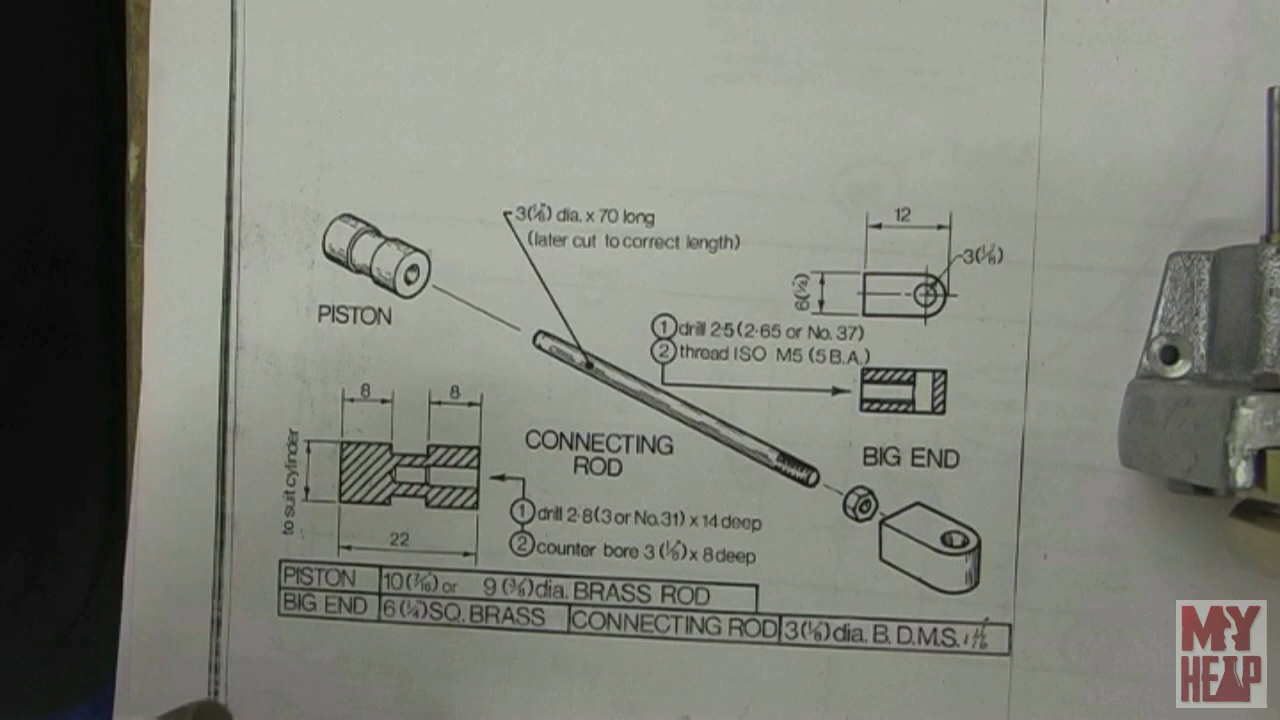 3(1/8") dia. x 70 long
(later cut to correct length)
12
3(1/8")
6(1/4)
PISTON
① drill 2·5 (2·65 or No. 37)
② thread ISO M5 (5 B.A.)
8
8
CONNECTING
ROD
BIG END
to suit cylinder
① drill 2·8 (3 or No. 31) x 14 deep
② counter bore 3 (1/8") x 8 deep
22
PISTON 10 (7/16") or 9 (3/8") dia. BRASS ROD
BIG END 6 (1/4") SQ. BRASS CONNECTING ROD 3 (1/8") dia. B. D. M. S.
MY
HEAP